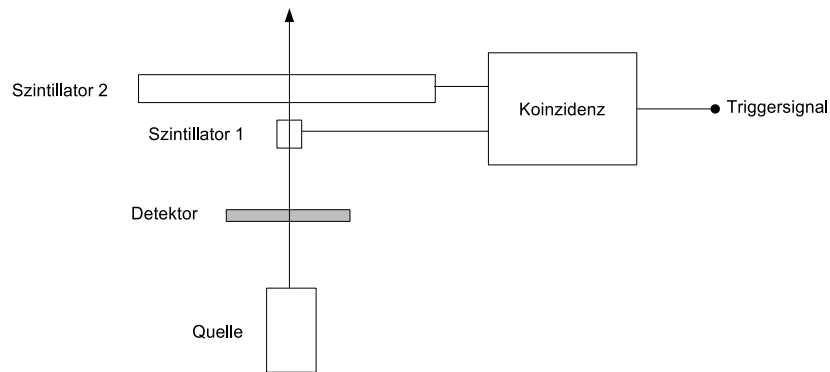 Szintillator 2
Szintillator 1
Koinzidenz
Triggersignal
Detektor
Quelle